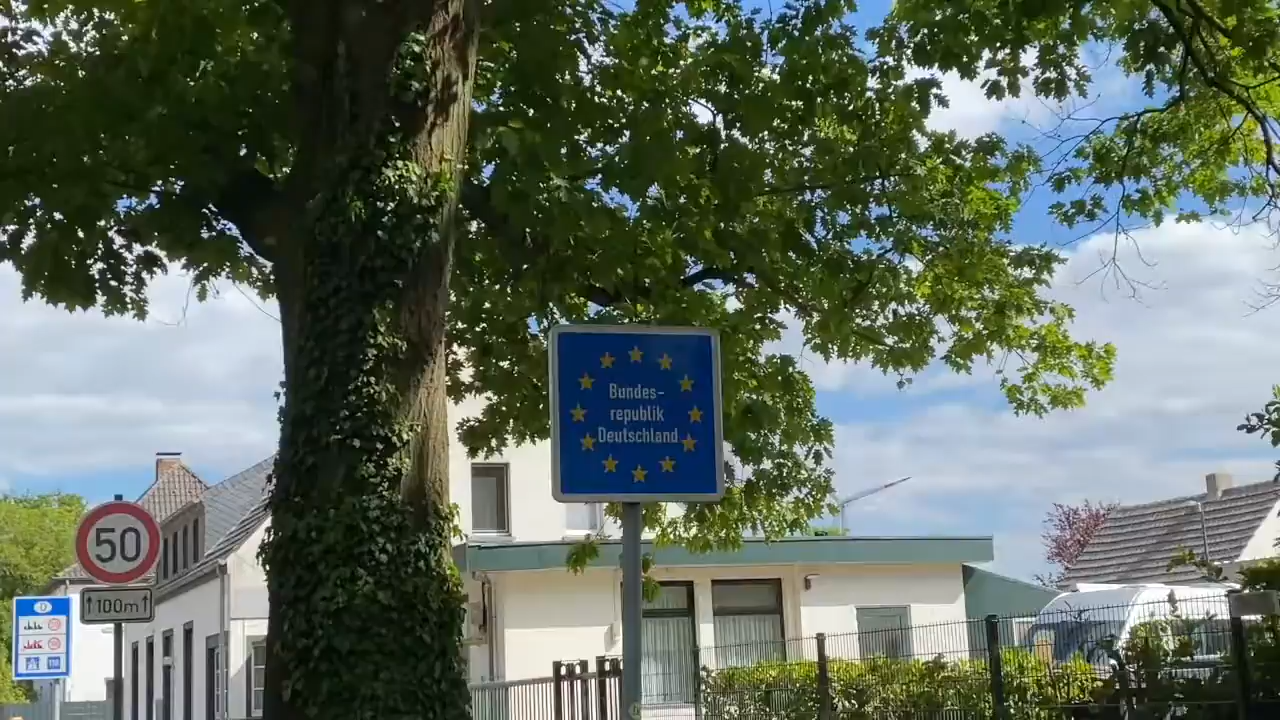 Bundes-
republik
Deutschland
50
↑100m↑
D